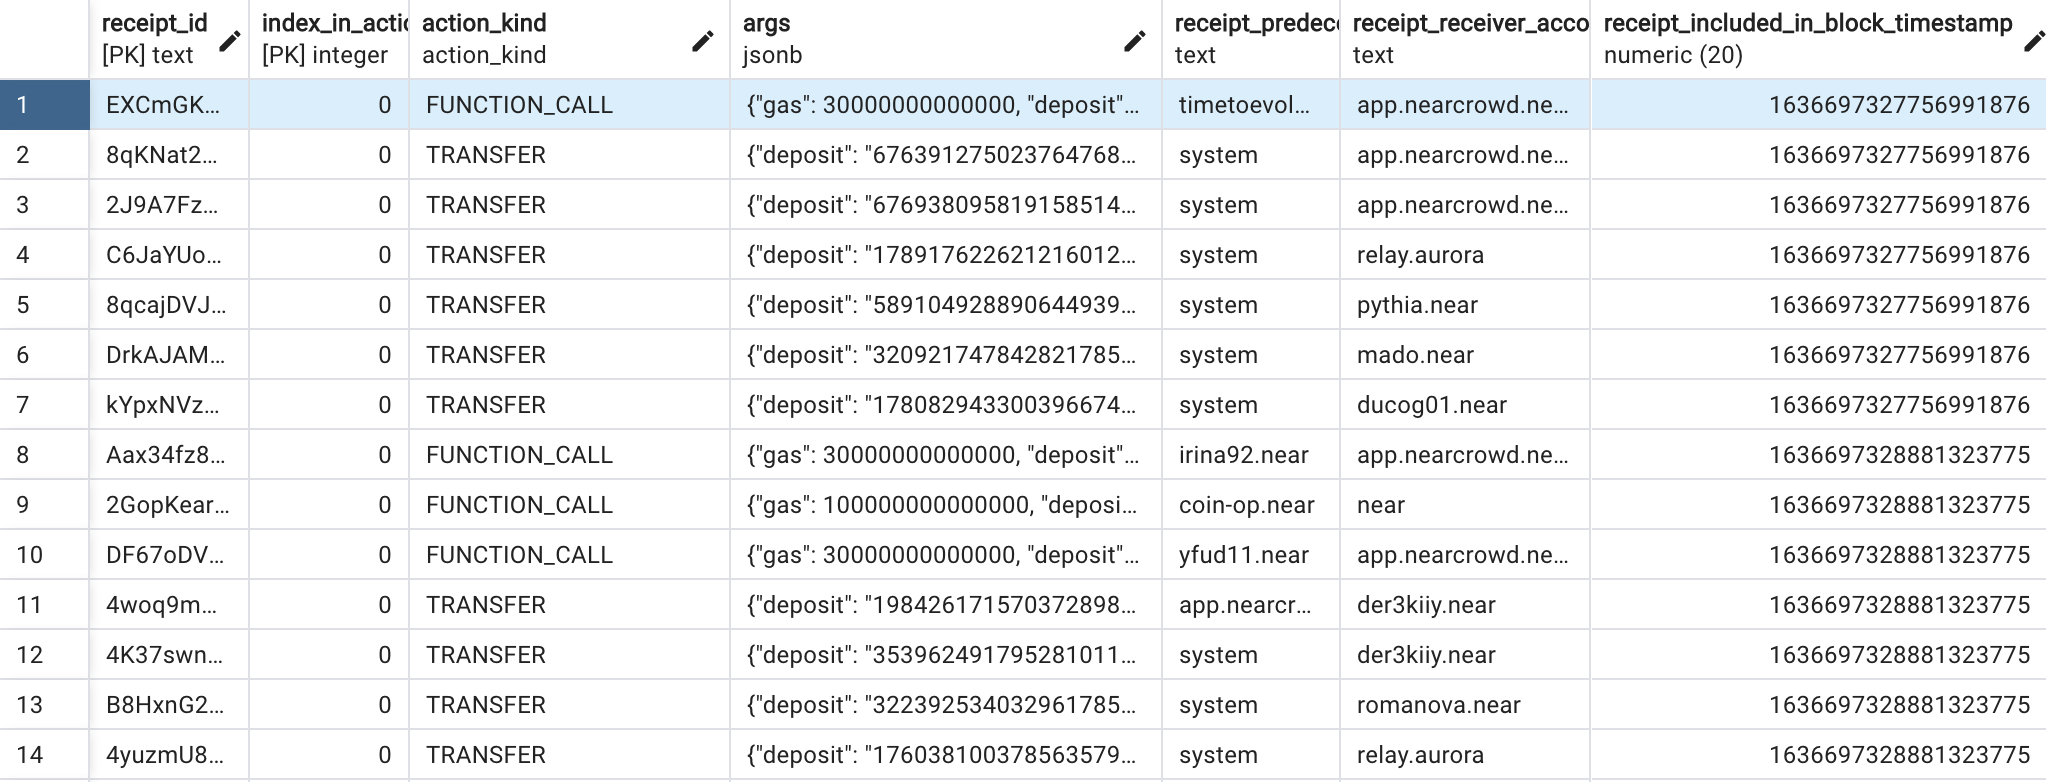 receipt_id index_in_actio action_kind args receipt_predece receipt_receiver_acco receipt_included_in_block_timestamp
[PK] text [PK] integer action_kind jsonb text text numeric (20)
1 EXCmGK... 0 FUNCTION_CALL {"gas": 30000000000000, "deposit"... timetoevol... app.nearcrowd.ne... 1636697327756991876
2 8qKNat2... 0 TRANSFER {"deposit": "676391275023764768... system app.nearcrowd.ne... 1636697327756991876
3 2J9A7Fz... 0 TRANSFER {"deposit": "676938095819158514... system app.nearcrowd.ne... 1636697327756991876
4 C6JaYUo... 0 TRANSFER {"deposit": "178917622621216012... system relay.aurora 1636697327756991876
5 8qcajDVJ... 0 TRANSFER {"deposit": "589104928890644939... system pythia.near 1636697327756991876
6 DrkAJAM... 0 TRANSFER {"deposit": "320921747842821785... system mado.near 1636697327756991876
7 kYpxNVz... 0 TRANSFER {"deposit": "178082943300396674... system ducog01.near 1636697327756991876
8 Aax34fz8... 0 FUNCTION_CALL {"gas": 30000000000000, "deposit"... irina92.near app.nearcrowd.ne... 1636697328881323775
9 2GopKear... 0 FUNCTION_CALL {"gas": 100000000000000, "deposi... coin-op.near near 1636697328881323775
10 DF67oDV... 0 FUNCTION_CALL {"gas": 30000000000000, "deposit"... yfud11.near app.nearcrowd.ne... 1636697328881323775
11 4woq9m... 0 TRANSFER {"deposit": "198426171570372898... app.nearcr... der3kiiy.near 1636697328881323775
12 4K37swn... 0 TRANSFER {"deposit": "353962491795281011... system der3kiiy.near 1636697328881323775
13 B8HxnG2... 0 TRANSFER {"deposit": "322392534032961785... system romanova.near 1636697328881323775
14 4yuzmU8... 0 TRANSFER {"deposit": "176038100378563579... system relay.aurora 1636697328881323775